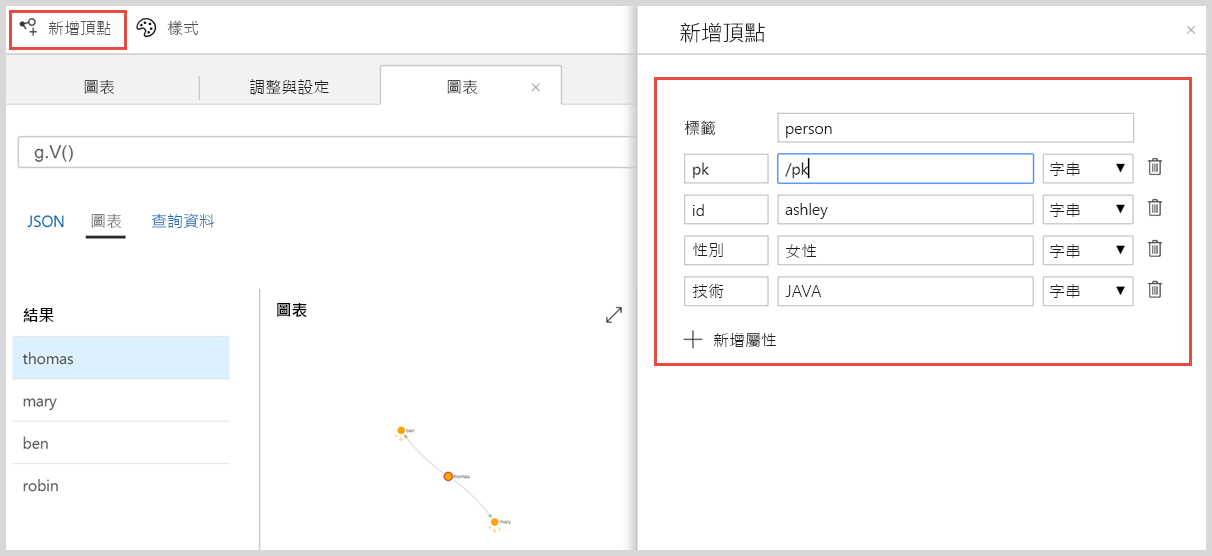 新增頂點 樣式
圖表 調整與設定 圖表 ×
g.V()
JSON 圖表 查詢資料
結果
thomas
mary
ben
robin
圖表
ben
thomas
mary
新增頂點 ×
標籤 person
pk /pk 字串
id ashley 字串
性別 女性 字串
技術 JAVA 字串
新增屬性